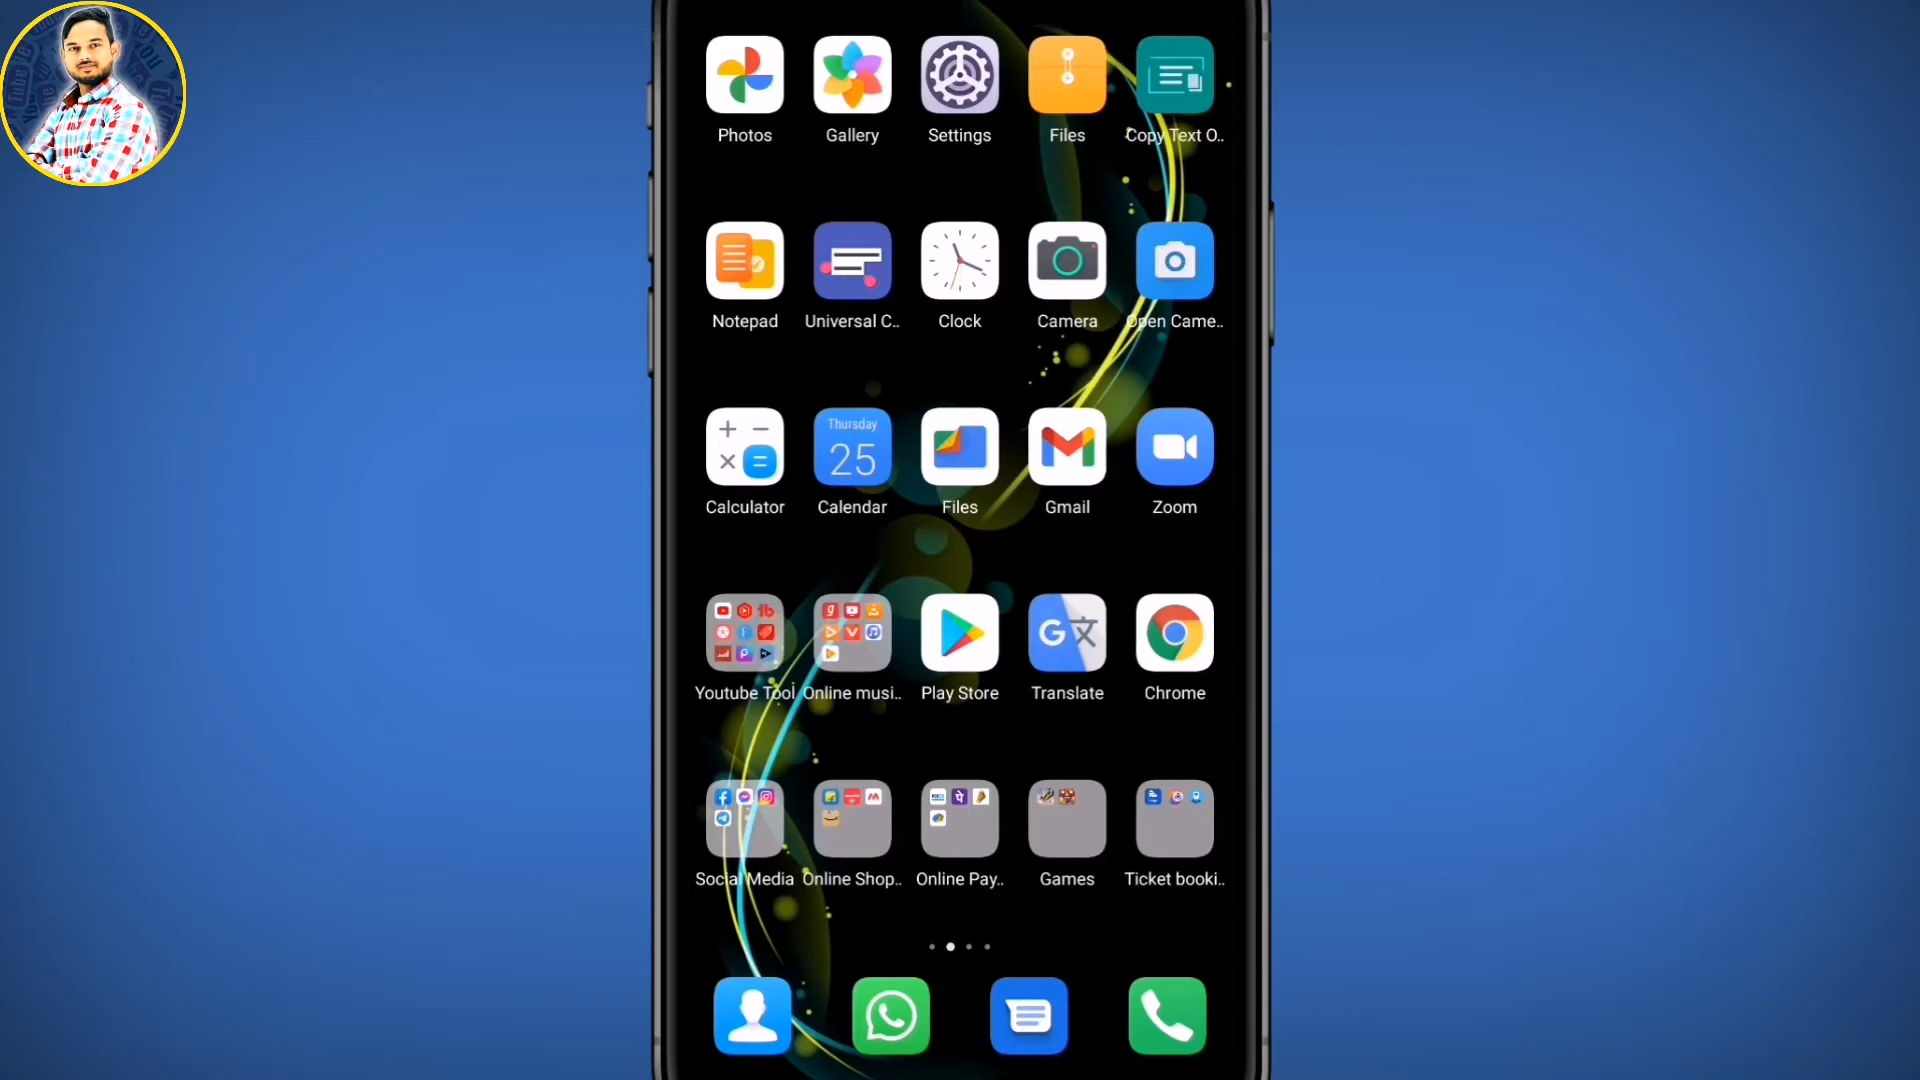 Photos Gallery Settings Files Copy Text O..
Notepad Universal C.. Clock Camera Open Came..
Thursday
25
Calculator Calendar Files Gmail Zoom
Youtube Tool Online musi.. Play Store Translate Chrome
Social Media Online Shop.. Online Pay.. Games Ticket booki..